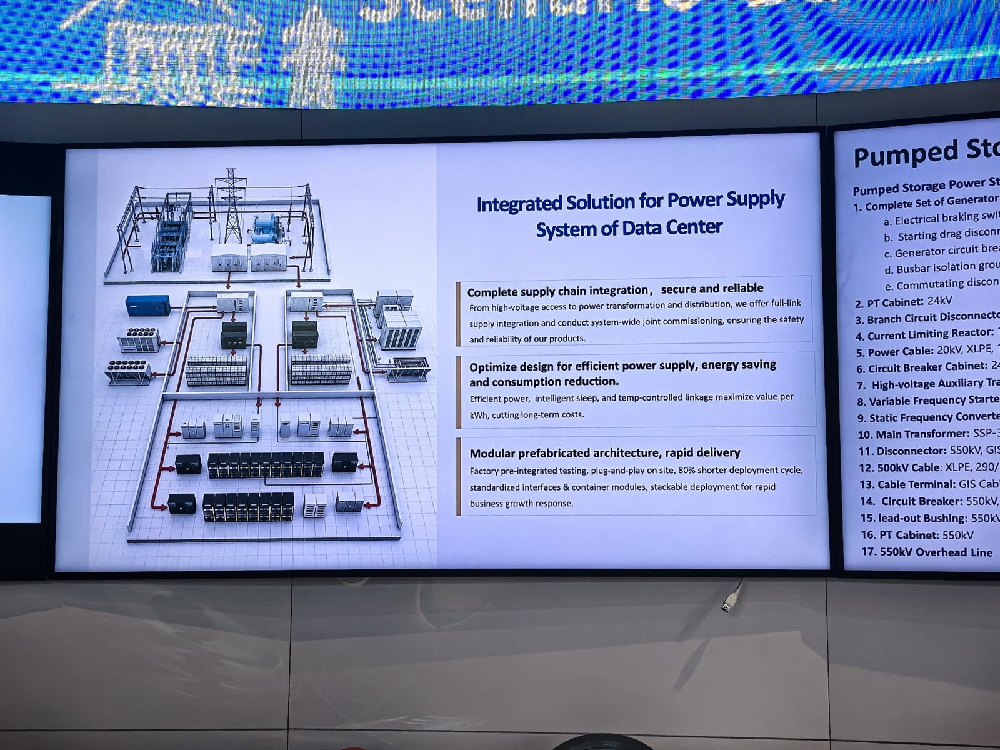 Integrated Solution for Power Supply
System of Data Center
Complete supply chain integration, secure and reliable
From high-voltage access to power transformation and distribution, we offer full-link
supply integration and conduct system-wide joint commissioning, ensuring the safety
and reliability of our products.
Optimize design for efficient power supply, energy saving
and consumption reduction.
Efficient power, intelligent sleep, and temp-controlled linkage maximize value per
kWh, cutting long-term costs.
Modular prefabricated architecture, rapid delivery
Factory pre-integrated testing, plug-and-play on site, 80% shorter deployment cycle,
standardized interfaces & container modules, stackable deployment for rapid
business growth response.
Pumped
Pumped Storage Power
1. Complete Set of Generator
a. Electrical braking
b. Starting drag
c. Generator circuit
d. Busbar isolation
e. Commutating
2. PT Cabinet: 24kV
3. Branch Circuit
4. Current Limiting Reactor:
5. Power Cable: 20kV, XLPE,
6. Circuit Breaker Cabinet:
7. High-voltage Auxiliary
8. Variable Frequency
9. Static Frequency
10. Main Transformer:
11. Disconnector: 550kV,
12. 500kV Cable: XLPE, 290/
13. Cable Terminal: GIS
14. Circuit Breaker: 550kV,
15. lead-out Bushing:
16. PT Cabinet: 550kV
17. 550kV Overhead Line